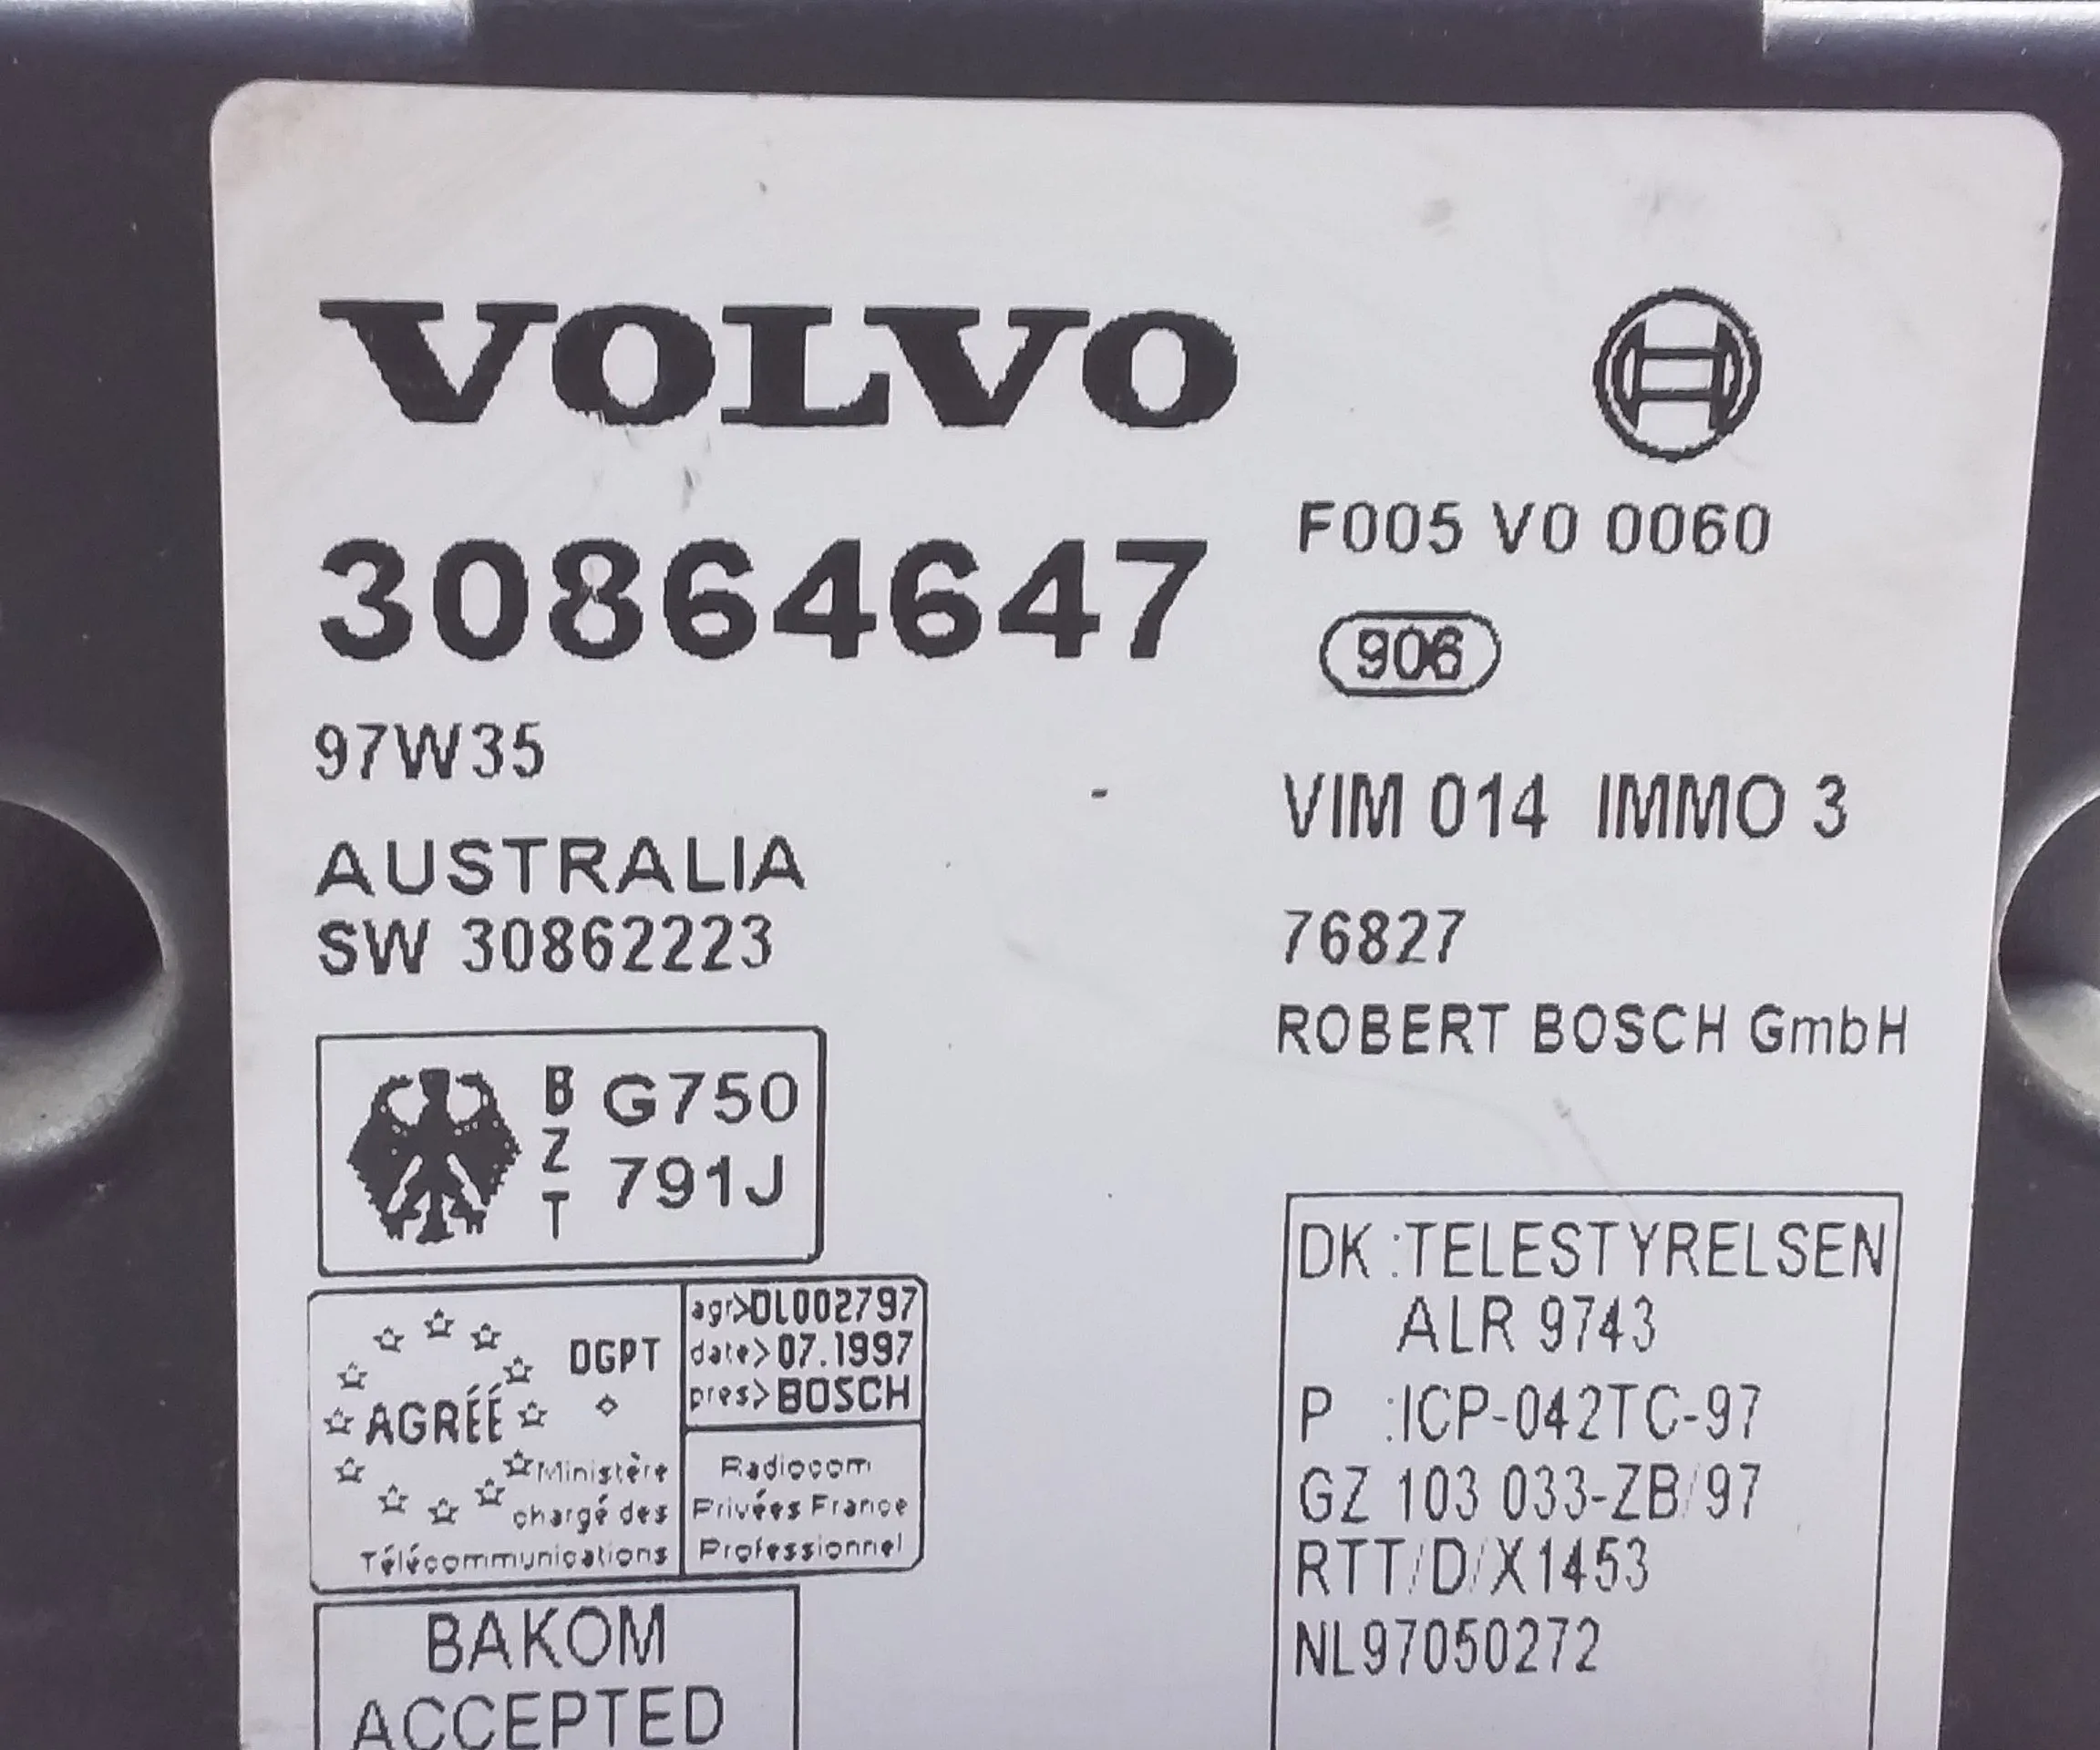 VOLVO
30864647
97W35
AUSTRALIA
SW 30862223
F005 V0 0060
906
VIM 014 IMMO 3
76827
ROBERT BOSCH GmbH
BZT
G750
791J
AGRÉÉ
DGPT
Ministère
chargé des
Télécommunications
agr>DL002797
date>07.1997
pres>BOSCH
Radiocom
Privées France
Professionnel
BAKOM
ACCEPTED
DK :TELESTYRELSEN
ALR 9743
P :ICP-042TC-97
GZ 103 033-ZB/97
RTT/D/X1453
NL97050272